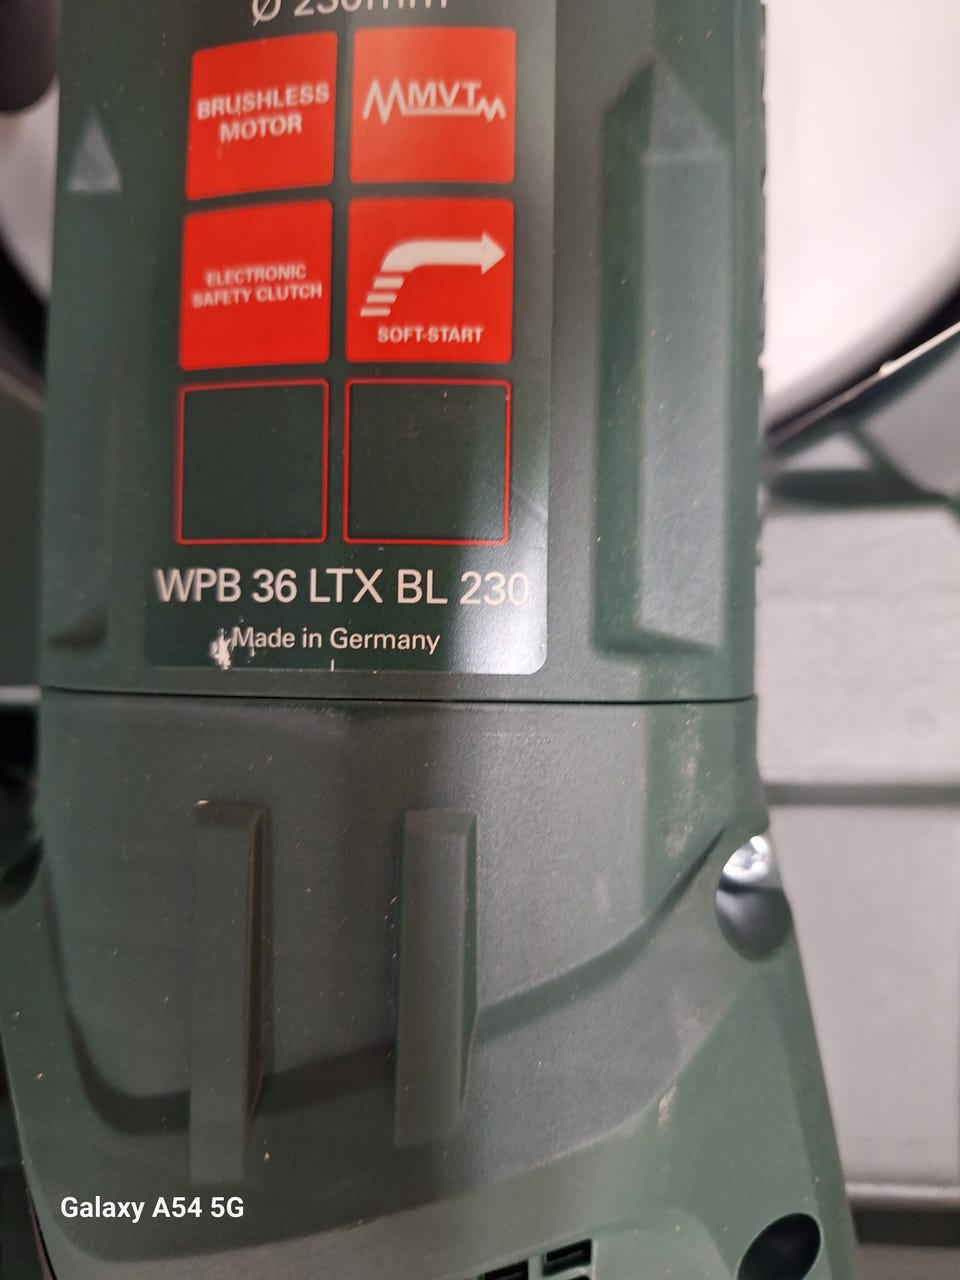 Ø 230mm
BRUSHLESS
MOTOR
MVT
ELECTRONIC
SAFETY CLUTCH
SOFT-START
WPB 36 LTX BL 230
Made in Germany
Galaxy A54 5G